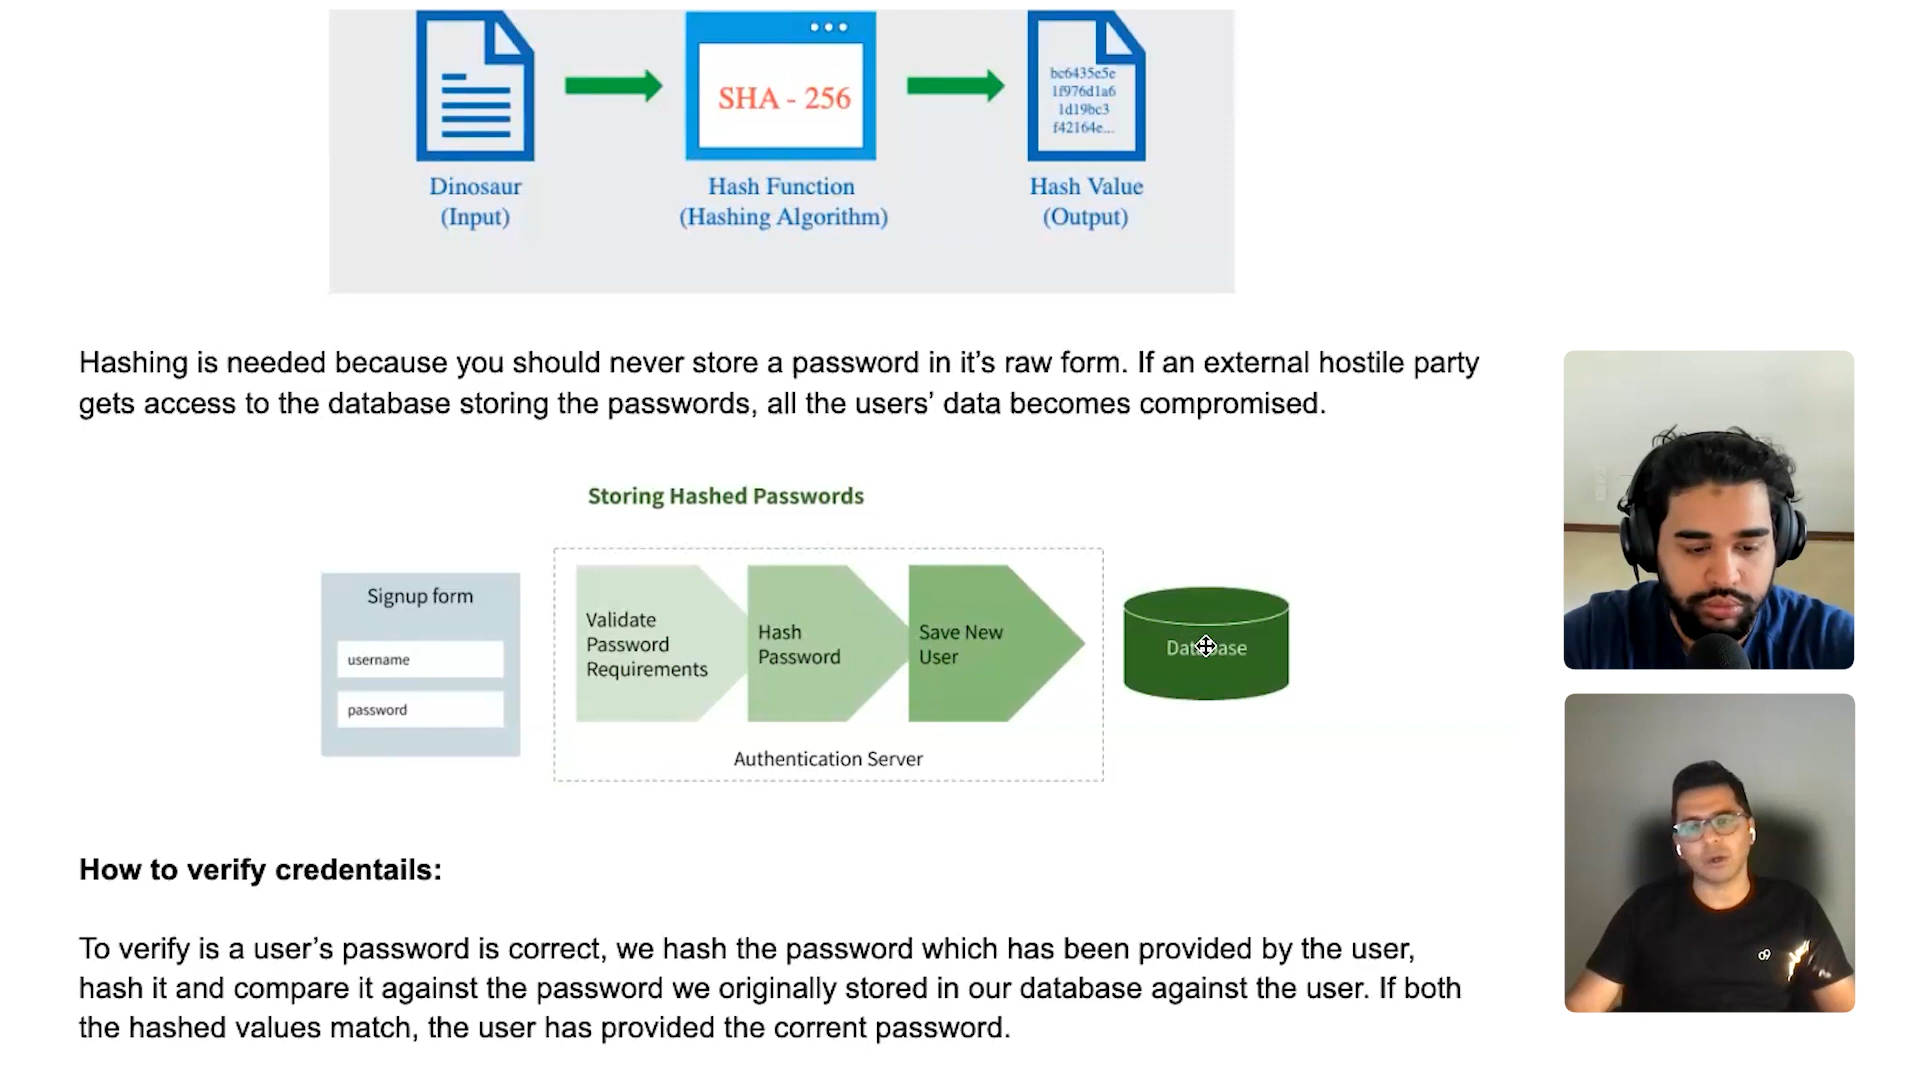 SHA - 256
bc6435e5e
1f976d1a6
1d19bc3
f42164e...
Dinosaur
(Input)
Hash Function
(Hashing Algorithm)
Hash Value
(Output)
Hashing is needed because you should never store a password in it’s raw form. If an external hostile party
gets access to the database storing the passwords, all the users’ data becomes compromised.
Storing Hashed Passwords
Signup form
username
password
Validate
Password
Requirements
Hash
Password
Save New
User
Authentication Server
Database
How to verify credentails:
To verify is a user’s password is correct, we hash the password which has been provided by the user,
hash it and compare it against the password we originally stored in our database against the user. If both
the hashed values match, the user has provided the corrent password.
o9